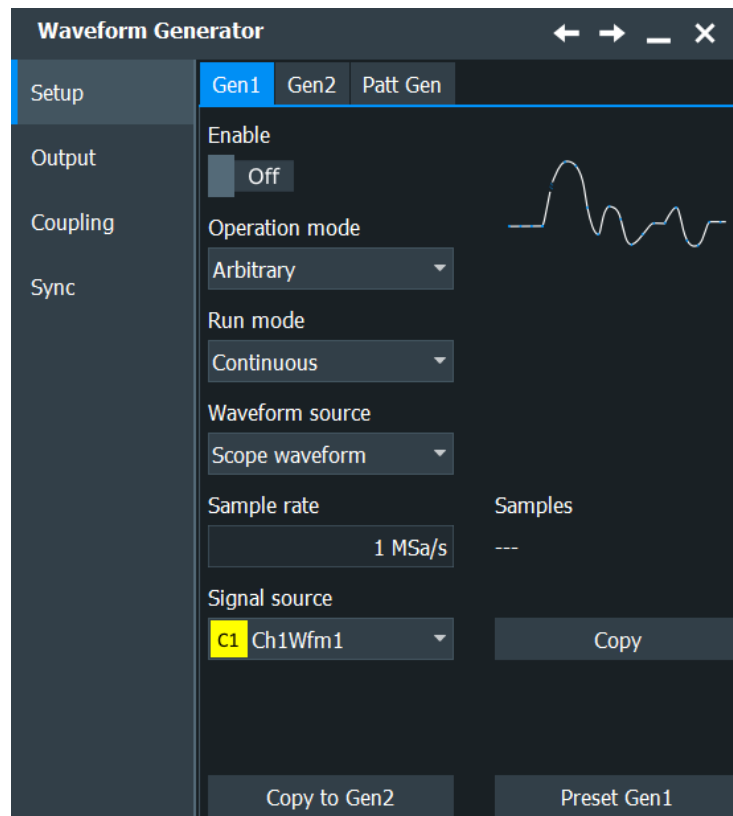 Waveform Generator
Setup
Output
Coupling
Sync
Gen1 Gen2 Patt Gen
Enable
Off
Operation mode
Arbitrary
Run mode
Continuous
Waveform source
Scope waveform
Sample rate Samples
1 MSa/s ---
Signal source
C1 Ch1Wfm1 Copy
Copy to Gen2 Preset Gen1